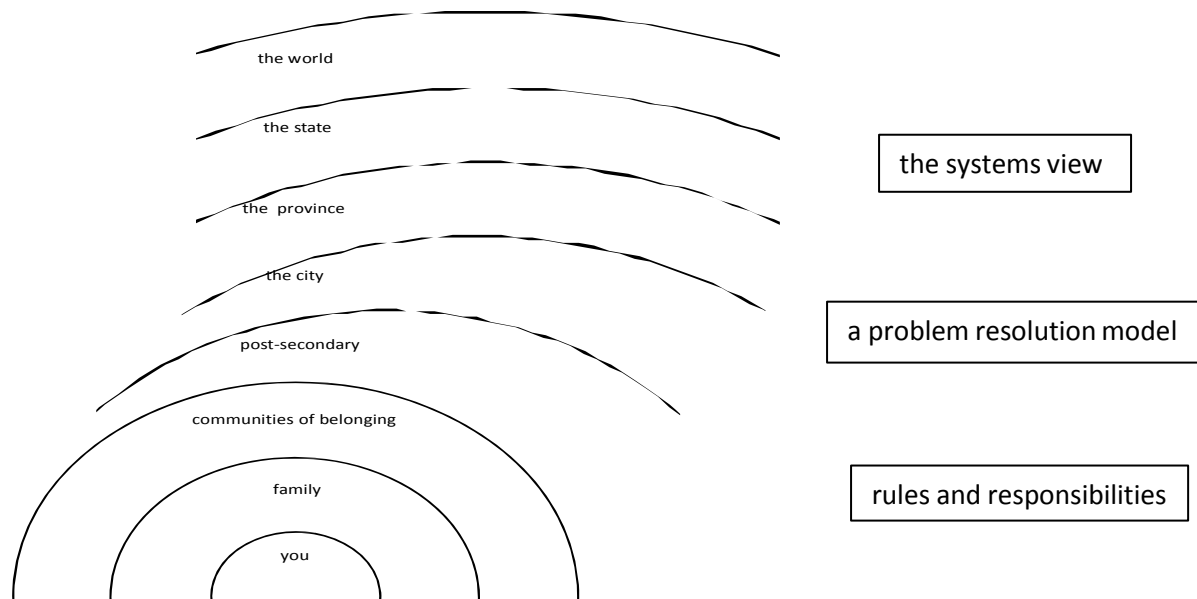 the world
the state
the systems view
the province
the city
a problem resolution model
post-secondary
communities of belonging
family
rules and responsibilities
you